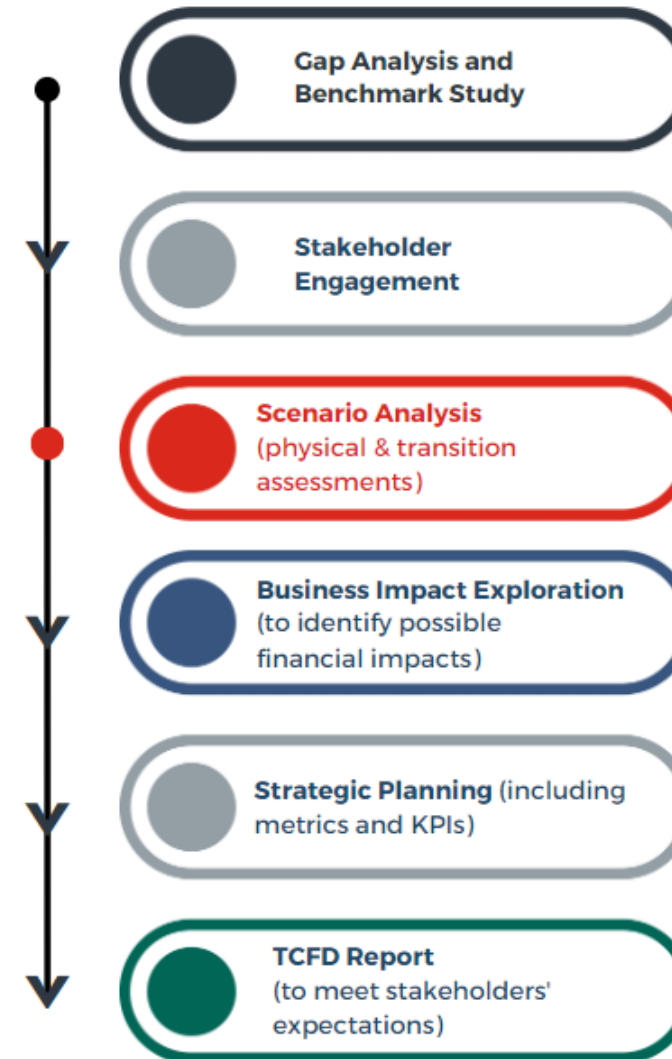 Gap Analysis and
Benchmark Study
Stakeholder
Engagement
Scenario Analysis
(physical & transition
assessments)
Business Impact Exploration
(to identify possible
financial impacts)
Strategic Planning (including
metrics and KPIs)
TCFD Report
(to meet stakeholders'
expectations)